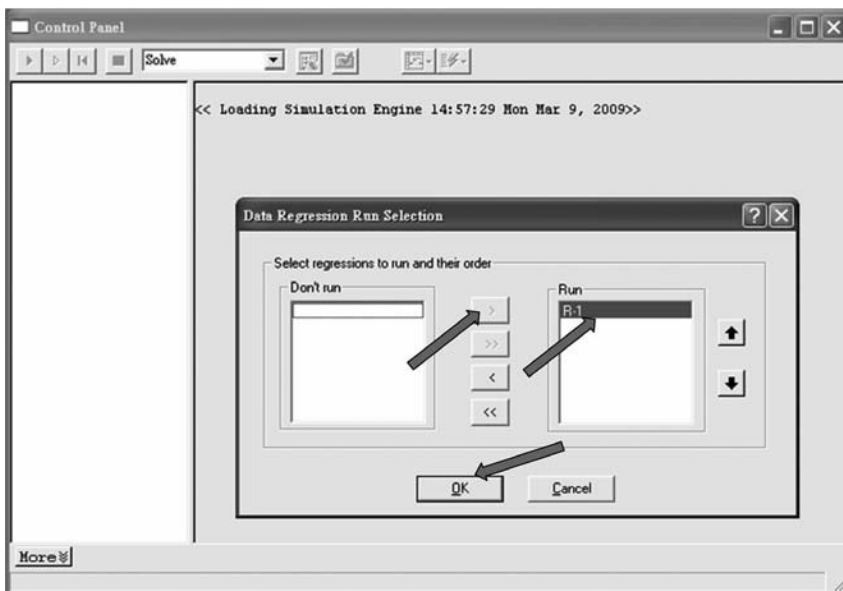 Control Panel
Solve
<< Loading Simulation Engine 14:57:29 Mon Mar 9, 2009>>
Data Regression Run Selection
Select regressions to run and their order
Don't run
Run
>
R-1
>>
<
<<
OK
Cancel
More